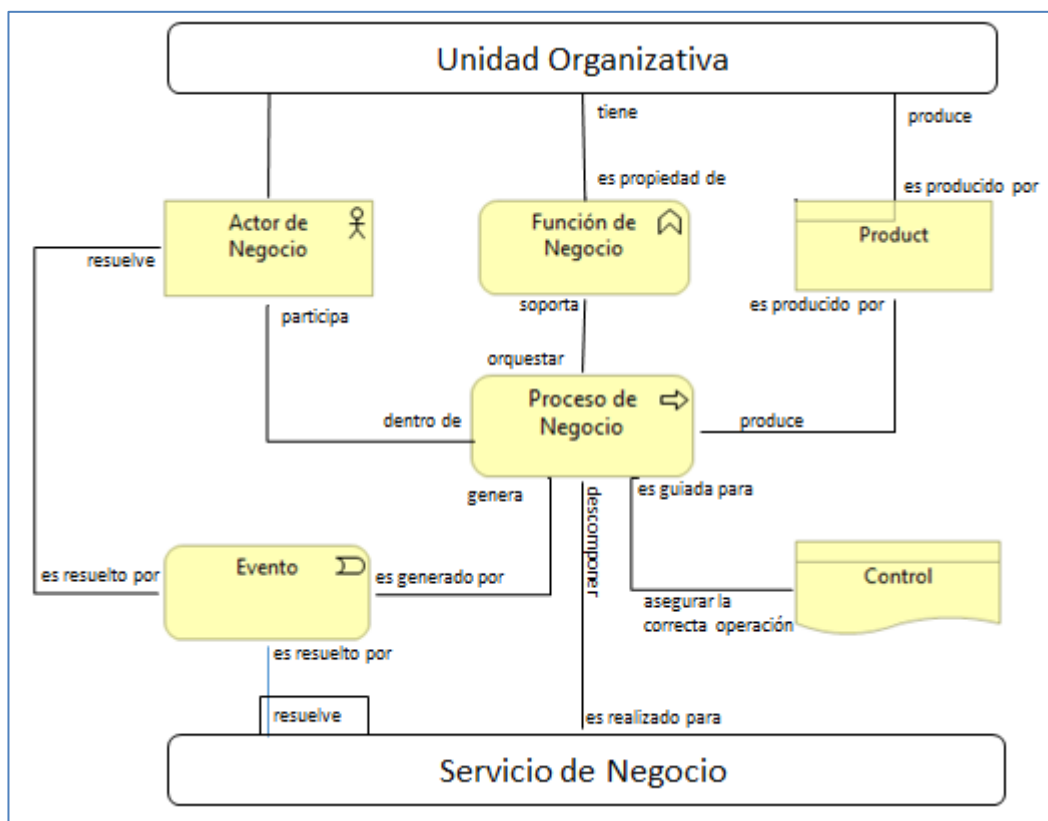 Unidad Organizativa
tiene
produce
es propiedad de
es producido por
Actor de
Negocio
Función de
Negocio
Product
resuelve
participa
soporta
es producido por
orquestar
Proceso de
Negocio
dentro de
produce
genera
descomponer
es guiada para
Evento
es resuelto por
es generado por
Control
asegurar la
correcta operación
es resuelto por
resuelve
es realizado para
Servicio de Negocio